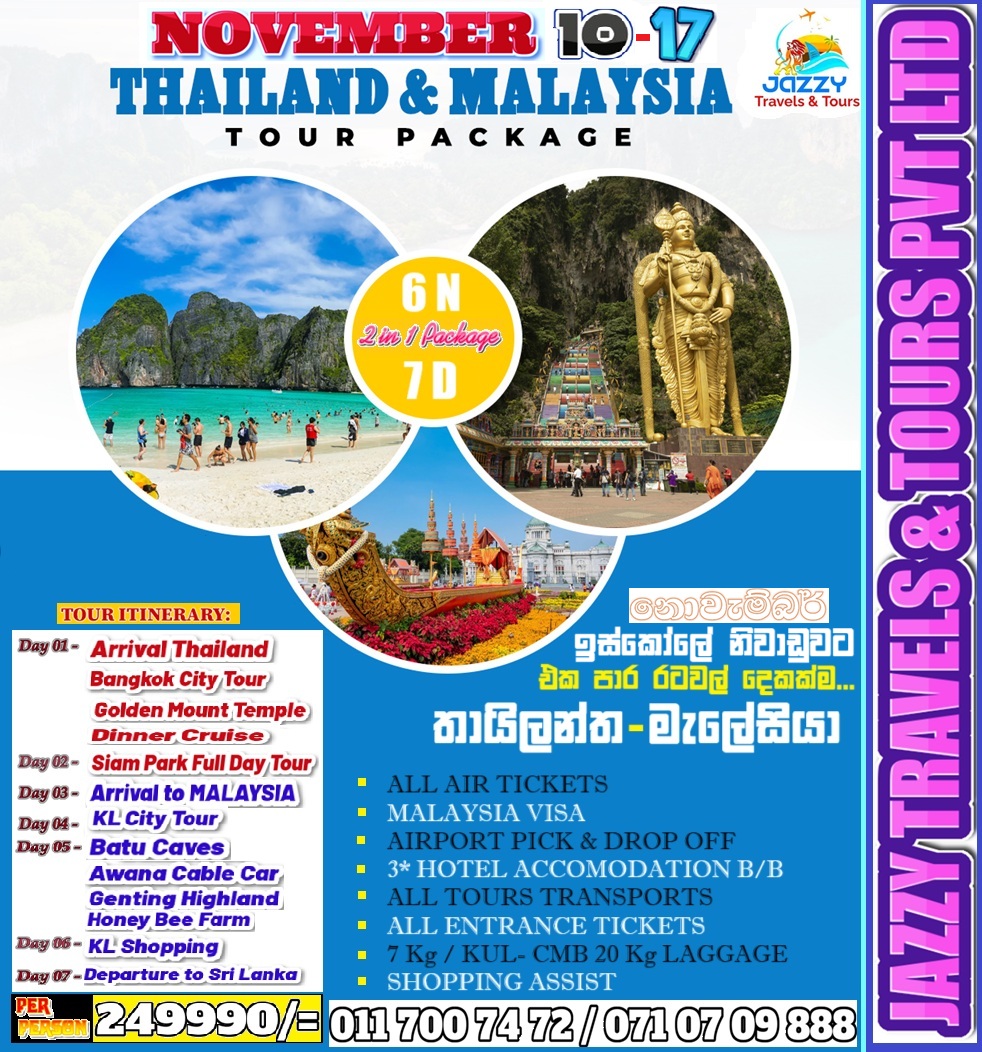 NOVEMBER 10-17
THAILAND & MALAYSIA
TOUR PACKAGE
JAZZY
Travels & Tours
6 N
2 in 1 Package
7 D
නොවැම්බර්
ඉස්කෝලේ නිවාඩුවට
එක පාර රටවල් දෙකක්ම...
තායිලන්ත - මැලේසියා
TOUR ITINERARY:
Day 01 - Arrival Thailand
Bangkok City Tour
Golden Mount Temple
Dinner Cruise
Day 02 - Siam Park Full Day Tour
Day 03 - Arrival to MALAYSIA
Day 04 - KL City Tour
Day 05 - Batu Caves
Awana Cable Car
Genting Highland
Honey Bee Farm
Day 06 - KL Shopping
Day 07 - Departure to Sri Lanka
ALL AIR TICKETS
MALAYSIA VISA
AIRPORT PICK & DROP OFF
3* HOTEL ACCOMODATION B/B
ALL TOURS TRANSPORTS
ALL ENTRANCE TICKETS
7 Kg / KUL- CMB 20 Kg LAGGAGE
SHOPPING ASSIST
PER PERSON 249990/=
011 700 74 72 / 071 07 09 888
JAZZY TRAVELS & TOURS PVT LTD